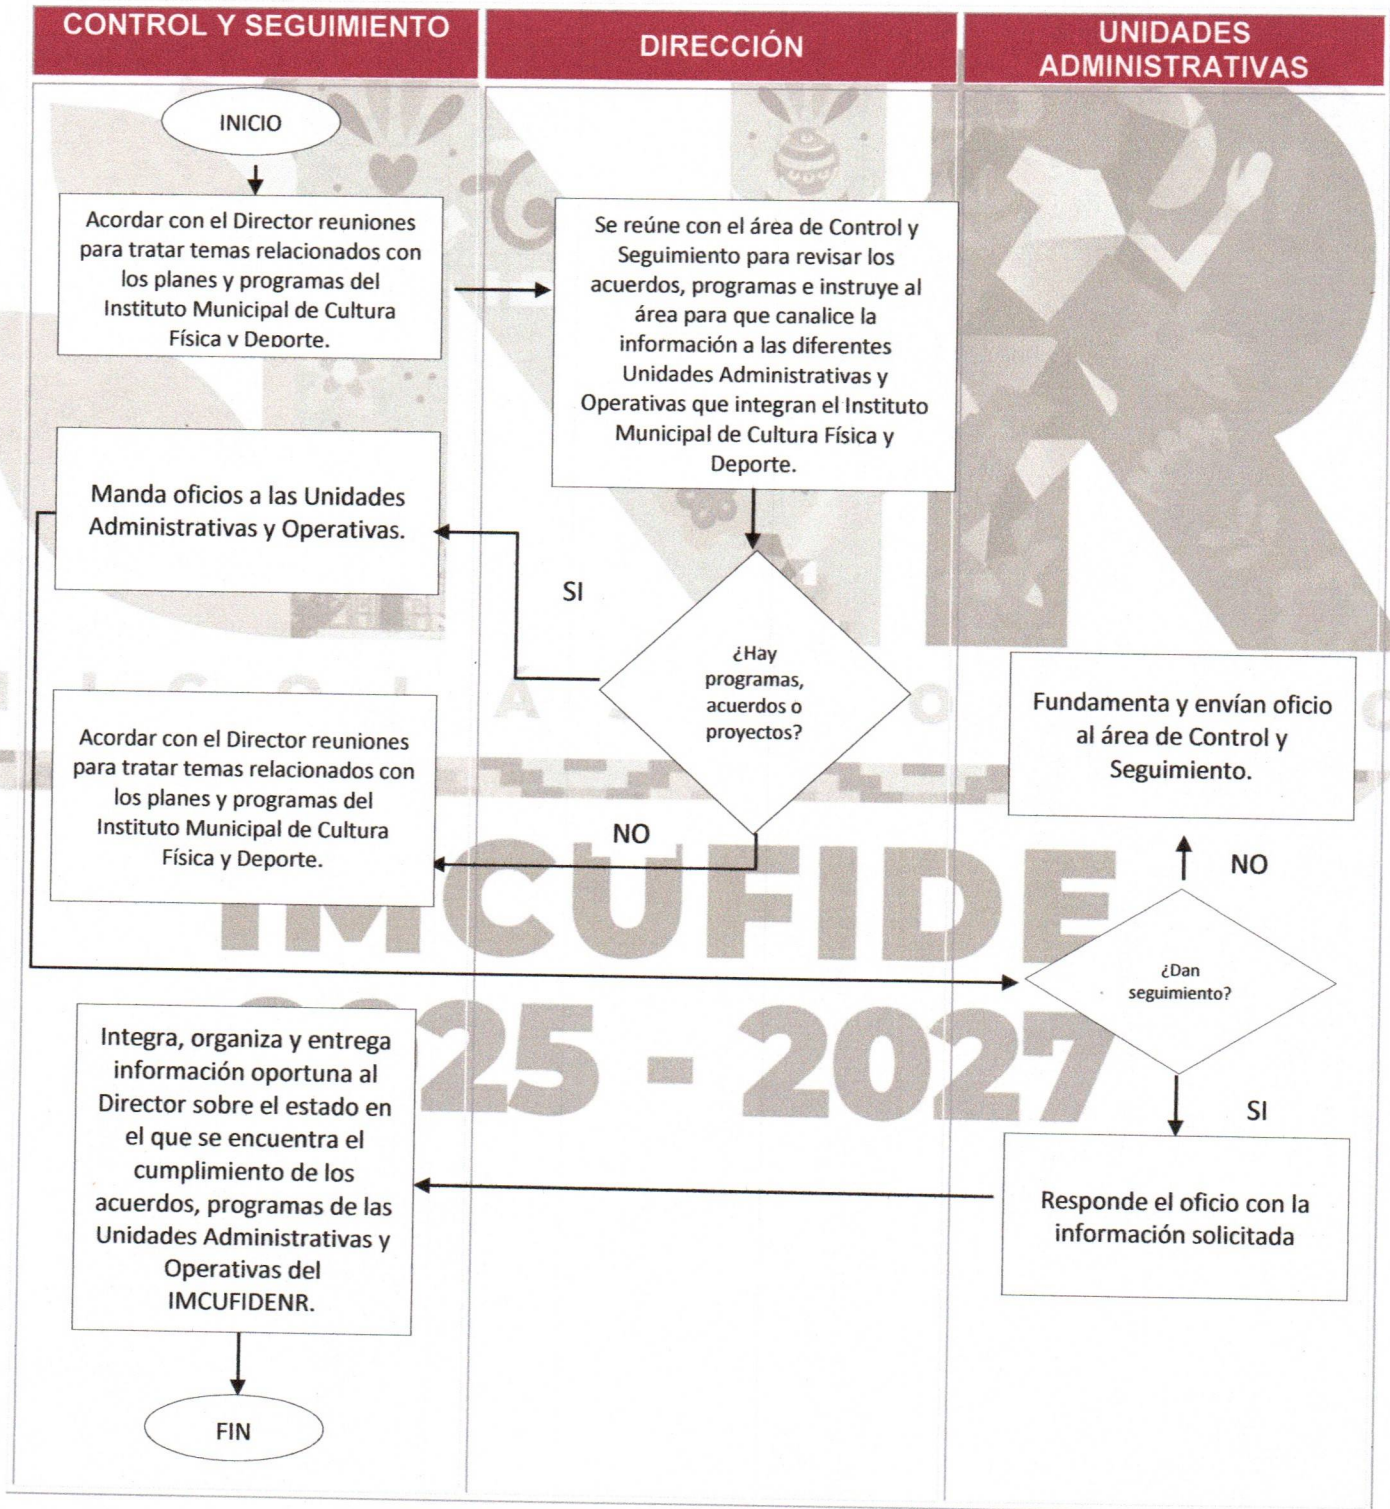 CONTROL Y SEGUIMIENTO
DIRECCIÓN
UNIDADES
ADMINISTRATIVAS
INICIO
Acordar con el Director reuniones
para tratar temas relacionados con
los planes y programas del
Instituto Municipal de Cultura
Física y Deporte.
Se reúne con el área de Control y
Seguimiento para revisar los
acuerdos, programas e instruye al
área para que canalice la
información a las diferentes
Unidades Administrativas y
Operativas que integran el Instituto
Municipal de Cultura Física y
Deporte.
Manda oficios a las Unidades
Administrativas y Operativas.
SI
¿Hay
programas,
acuerdos o
proyectos?
NO
Acordar con el Director reuniones
para tratar temas relacionados con
los planes y programas del
Instituto Municipal de Cultura
Física y Deporte.
Fundamenta y envían oficio
al área de Control y
Seguimiento.
NO
¿Dan
seguimiento?
SI
Responde el oficio con la
información solicitada
Integra, organiza y entrega
información oportuna al
Director sobre el estado en
el que se encuentra el
cumplimiento de los
acuerdos, programas de las
Unidades Administrativas y
Operativas del
IMCUFIDENR.
FIN
IMCUFIDE
25 - 2027